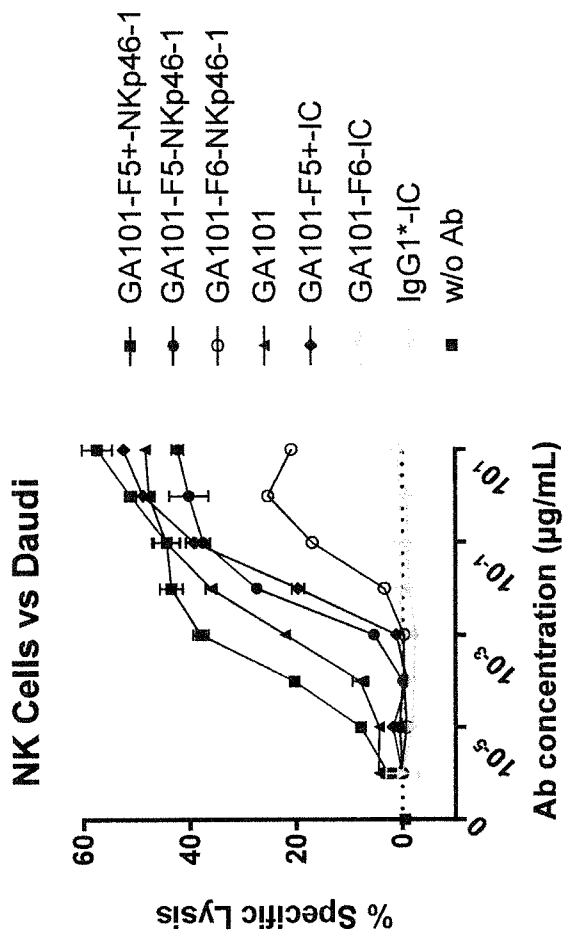 NK Cells vs Daudi
% Specific Lysis
60
40
20
0
0
10-5
10-3
10-1
101
Ab concentration (µg/mL)
GA101-F5+-NKp46-1
GA101-F5-NKp46-1
GA101-F6-NKp46-1
GA101
GA101-F5+-IC
GA101-F6-IC
IgG1*-IC
w/o Ab